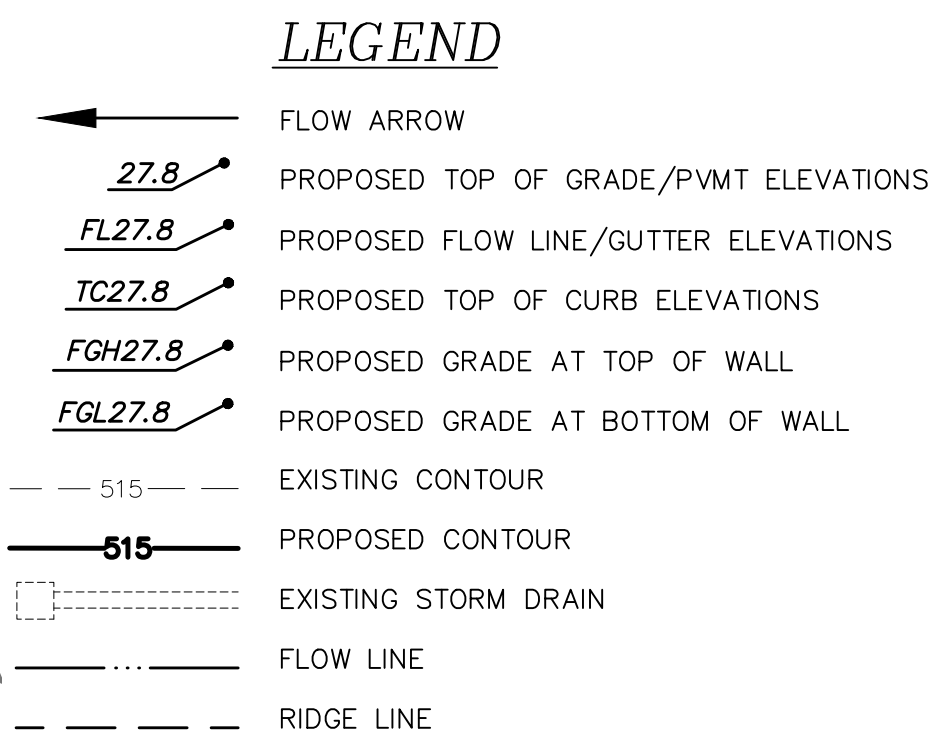 LEGEND
FLOW ARROW
27.8 PROPOSED TOP OF GRADE/PVMT ELEVATIONS
FL27.8 PROPOSED FLOW LINE/GUTTER ELEVATIONS
TC27.8 PROPOSED TOP OF CURB ELEVATIONS
FGH27.8 PROPOSED GRADE AT TOP OF WALL
FGL27.8 PROPOSED GRADE AT BOTTOM OF WALL
515 EXISTING CONTOUR
515 PROPOSED CONTOUR
EXISTING STORM DRAIN
FLOW LINE
RIDGE LINE